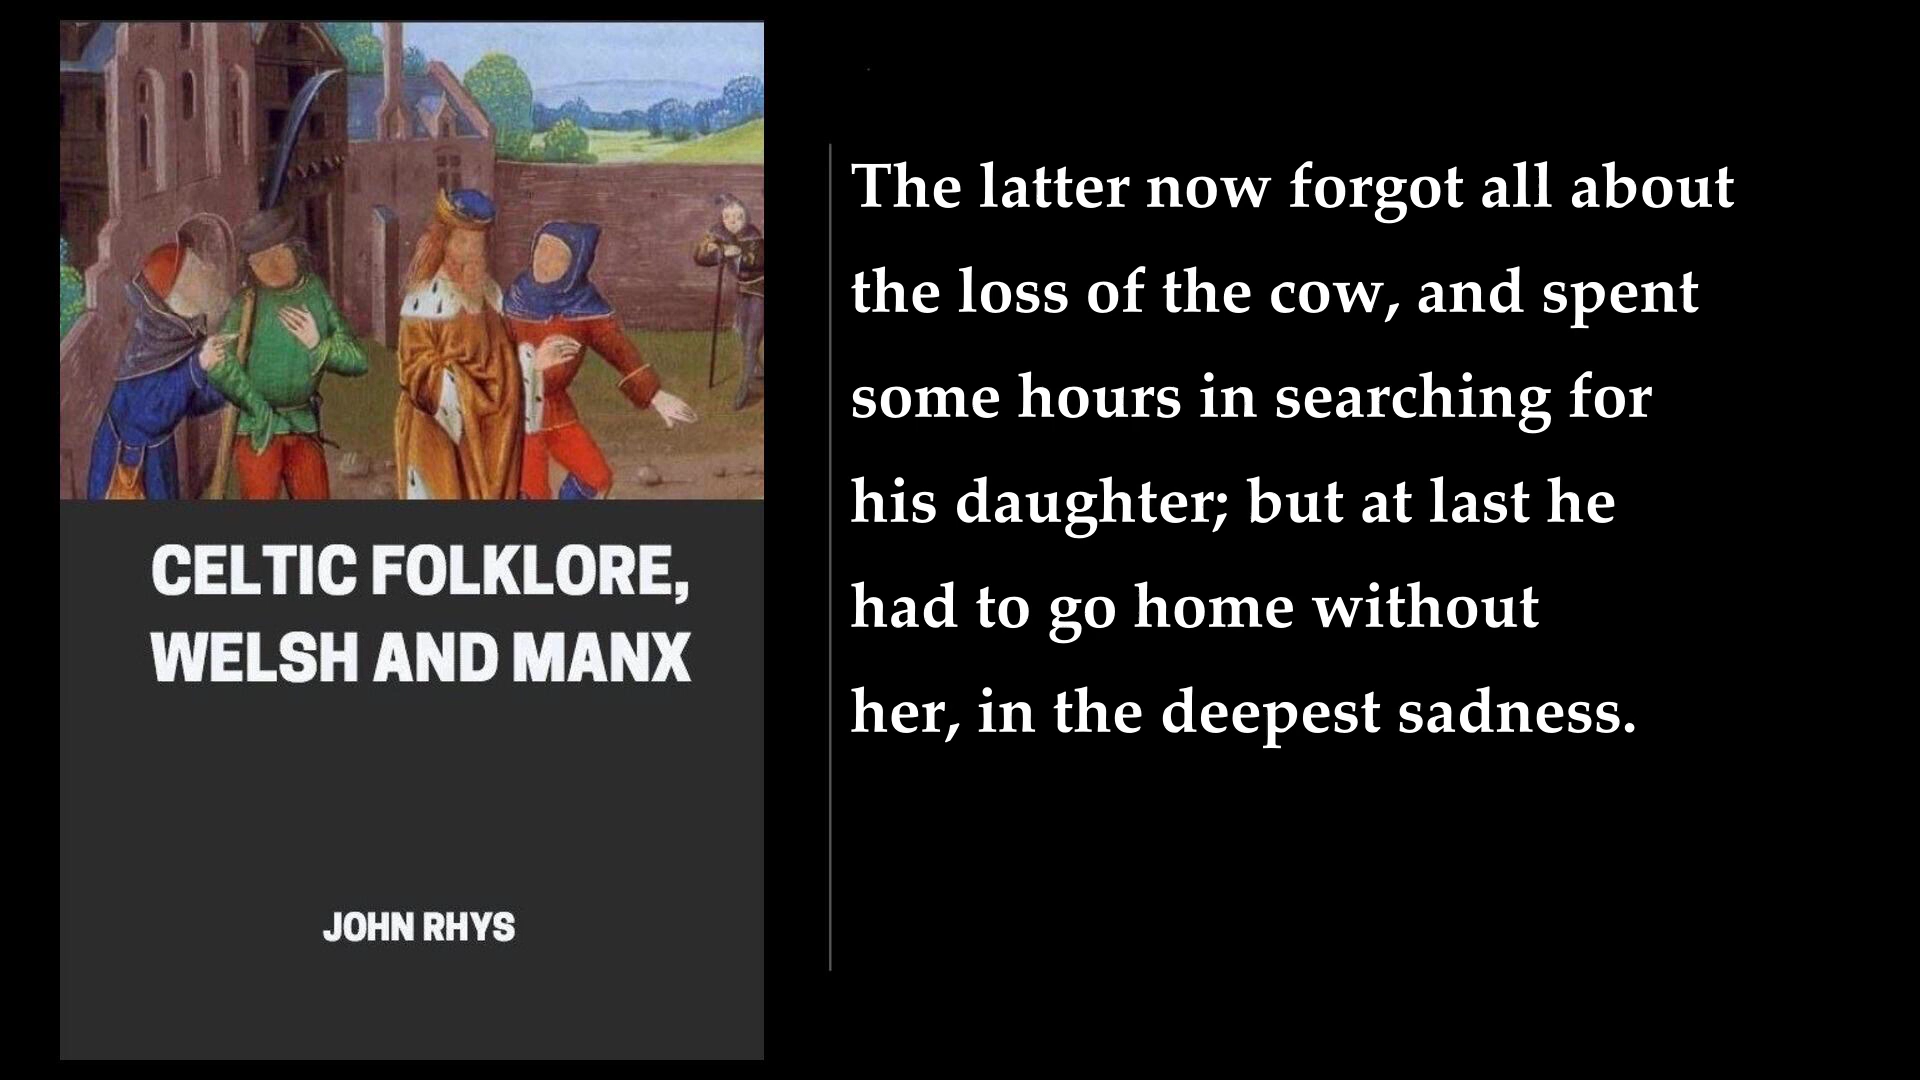 CELTIC FOLKLORE,
WELSH AND MANX
JOHN RHYS
The latter now forgot all about
the loss of the cow, and spent
some hours in searching for
his daughter; but at last he
had to go home without
her, in the deepest sadness.